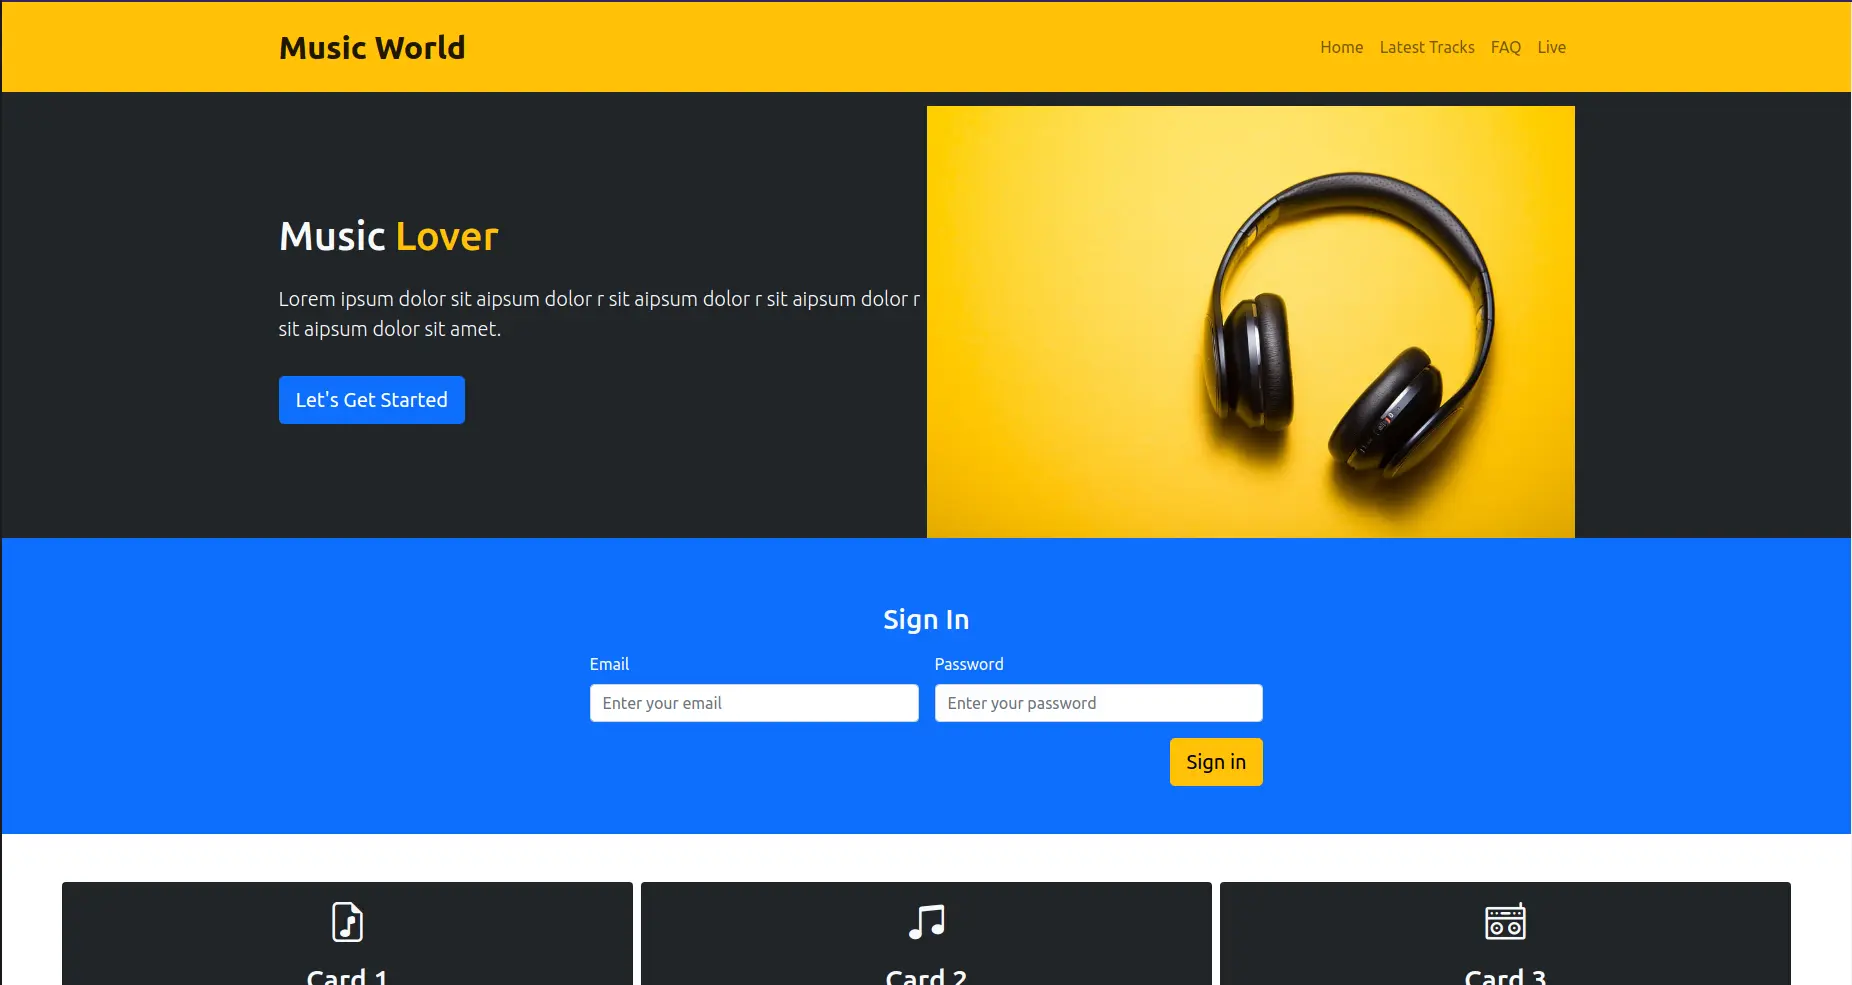 Music World
Home Latest Tracks FAQ Live
Music Lover
Lorem ipsum dolor sit aipsum dolor r sit aipsum dolor r sit aipsum dolor r
sit aipsum dolor sit amet.
Let's Get Started
Sign In
Email Password
Enter your email Enter your password
Sign in
Card 1 Card 2 Card 3